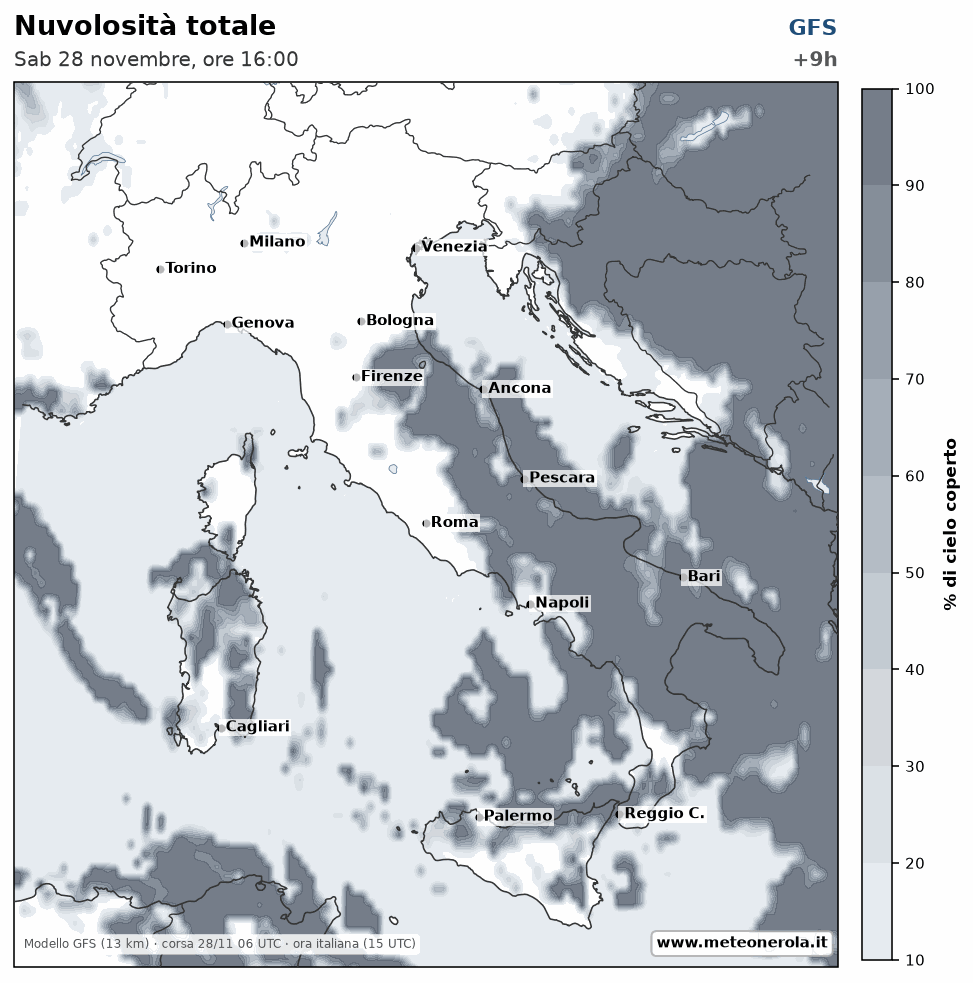 Nuvolosità totale
GFS
Sab 28 novembre, ore 16:00
+9h
100
90
80
70
60
50
40
30
20
10
% di cielo coperto
Milano
Venezia
Torino
Genova
Bologna
Firenze
Ancona
Pescara
Roma
Bari
Napoli
Cagliari
Palermo
Reggio C.
Modello GFS (13 km) · corsa 28/11 06 UTC · ora italiana (15 UTC)
www.meteonerola.it